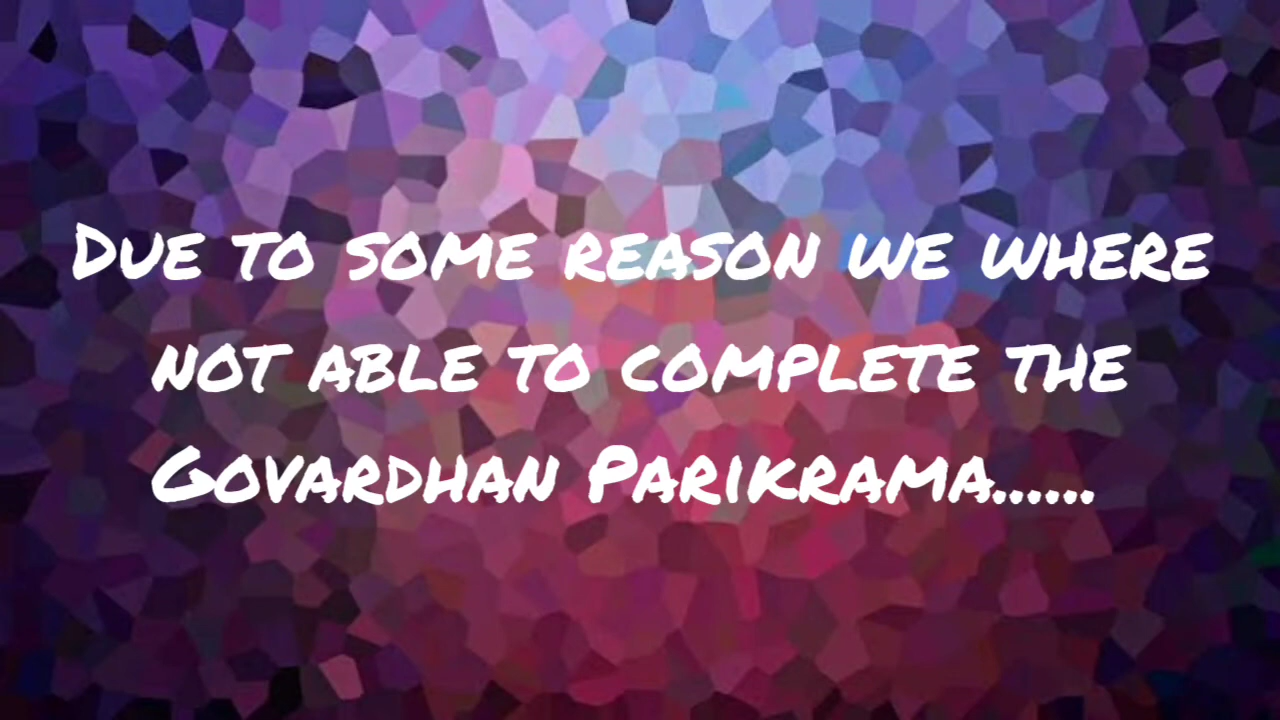 Due to some reason we where
not able to complete the
Govardhan Parikrama......